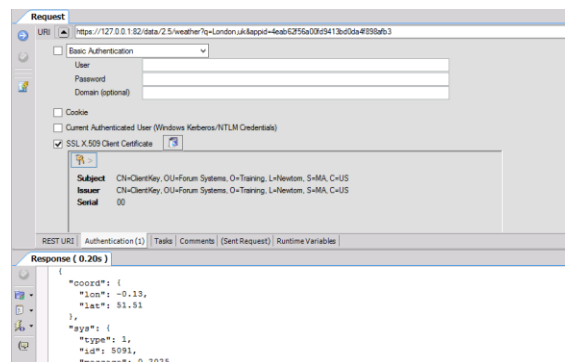 Request
URI https://127.0.0.1:82/data/2.5/weather?q=London,uk&appid=4eab62f56a00fd9413bd0da4f898afb3
Basic Authentication
User
Password
Domain (optional)
Cookie
Current Authenticated User (Windows Kerberos/NTLM Credentials)
SSL X.509 Client Certificate
Subject CN=ClientKey, OU=Forum Systems, O=Training, L=Newtom, S=MA, C=US
Issuer CN=ClientKey, OU=Forum Systems, O=Training, L=Newtom, S=MA, C=US
Serial 00
REST URI Authentication (1) Tasks Comments (Sent Request) Runtime Variables
Response ( 0.20s )
{
"coord": {
"lon": -0.13,
"lat": 51.51
},
"sys": {
"type": 1,
"id": 5091,